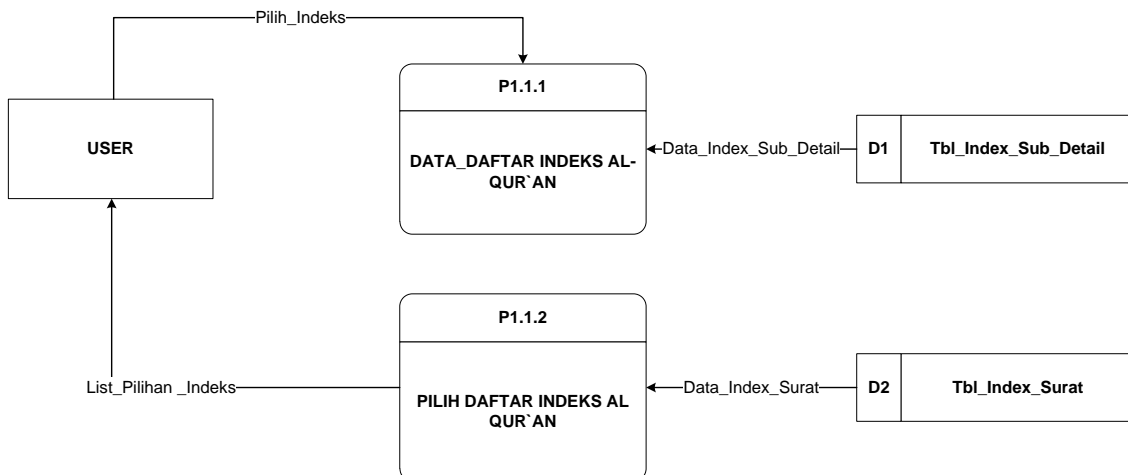 Pilih_Indeks
P1.1.1
USER
DATA_DAFTAR INDEKS AL-
QUR`AN
Data_Index_Sub_Detail
D1
Tbl_Index_Sub_Detail
P1.1.2
List_Pilihan _Indeks
PILIH DAFTAR INDEKS AL
QUR`AN
Data_Index_Surat
D2
Tbl_Index_Surat